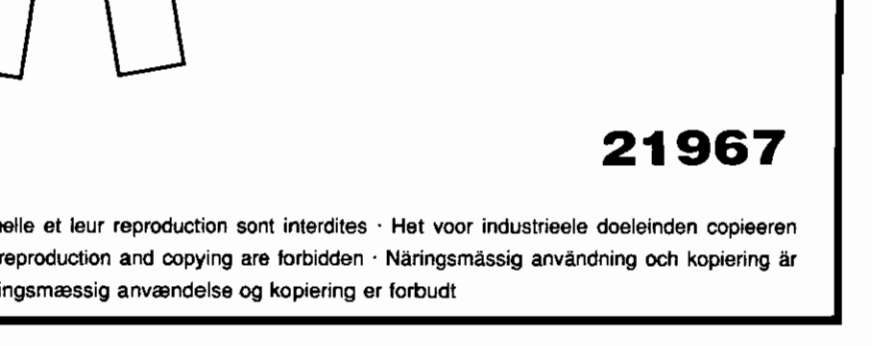 21967
elle et leur reproduction sont interdites · Het voor industrieele doeleinden copieeren
reproduction and copying are forbidden · Näringsmässig användning och kopiering är
ingsmæssig anvændelse og kopiering er forbudt